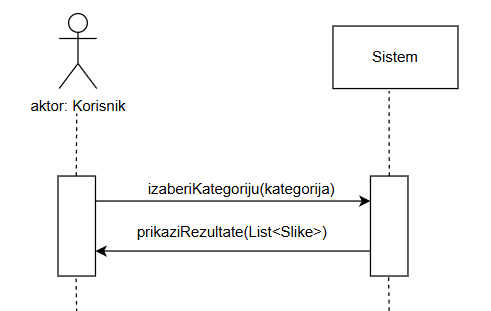 Sistem
aktor: Korisnik
izaberiKategoriju(kategorija)
prikaziRezultate(List<Slike>)